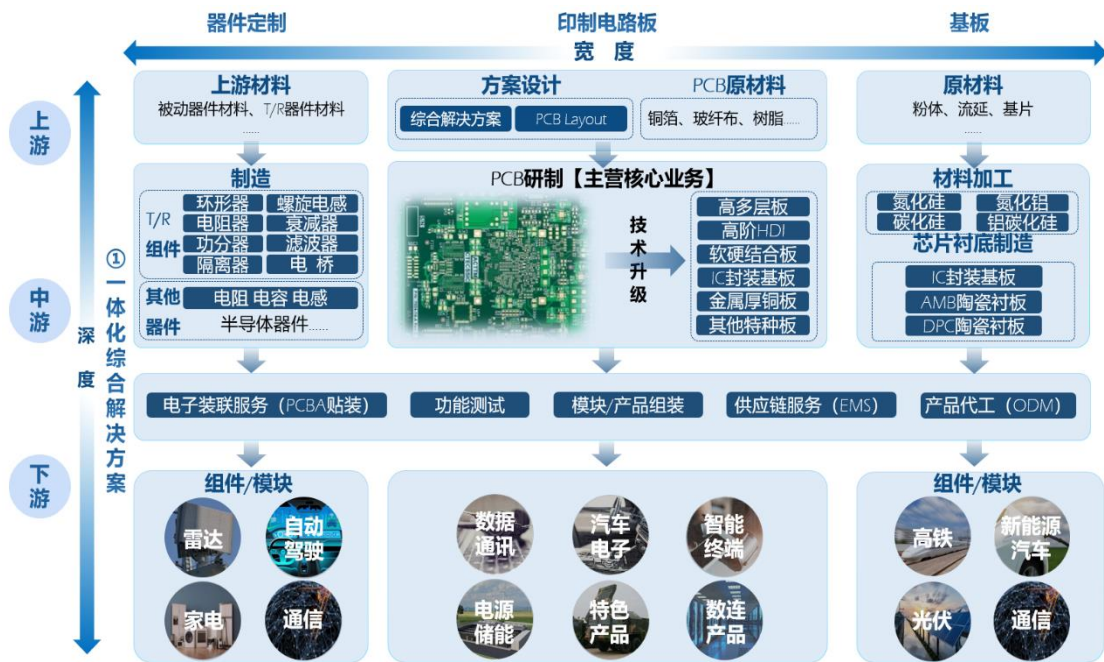 器件定制
印制电路板
基板
宽 度
上游
中游
下游
深度
①一体化综合解决方案
上游材料
被动器件材料、T/R器件材料
......
方案设计
综合解决方案
PCB Layout
PCB原材料
铜箔、玻纤布、树脂......
原材料
粉体、流延、基片
......
制造
T/R
组件
环形器
螺旋电感
电阻器
衰减器
功分器
滤波器
隔离器
电 桥
其他
器件
电阻 电容 电感
半导体器件......
PCB研制【主营核心业务】
技术升级
高多层板
高阶HDI
软硬结合板
IC封装基板
金属厚铜板
其他特种板
材料加工
氮化硅
氮化铝
碳化硅
铝碳化硅
芯片衬底制造
IC封装基板
AMB陶瓷衬板
DPC陶瓷衬板
电子装联服务（PCBA贴装）
功能测试
模块/产品组装
供应链服务（EMS）
产品代工（ODM）
组件/模块
雷达
自动
驾驶
家电
通信
数据
通讯
汽车
电子
智能
终端
电源
储能
特色
产品
数连
产品
组件/模块
高铁
新能源
汽车
光伏
通信